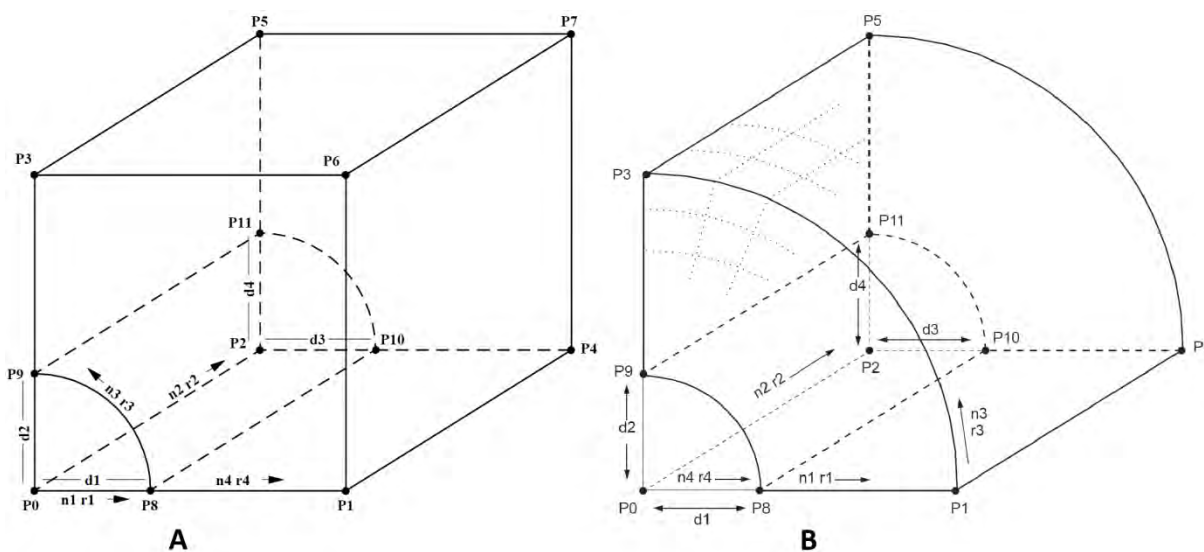 P5
P7
P3
P6
P11
d4
P2
d3
P10
P4
P9
n3 r3
n2 r2
d2
d1
n4 r4
P0
n1 r1
P8
P1
A
P5
P3
P11
d4
d3
P10
P2
P
P9
n2 r2
d2
n3
r3
n4 r4
n1 r1
P0
d1
P8
P1
B